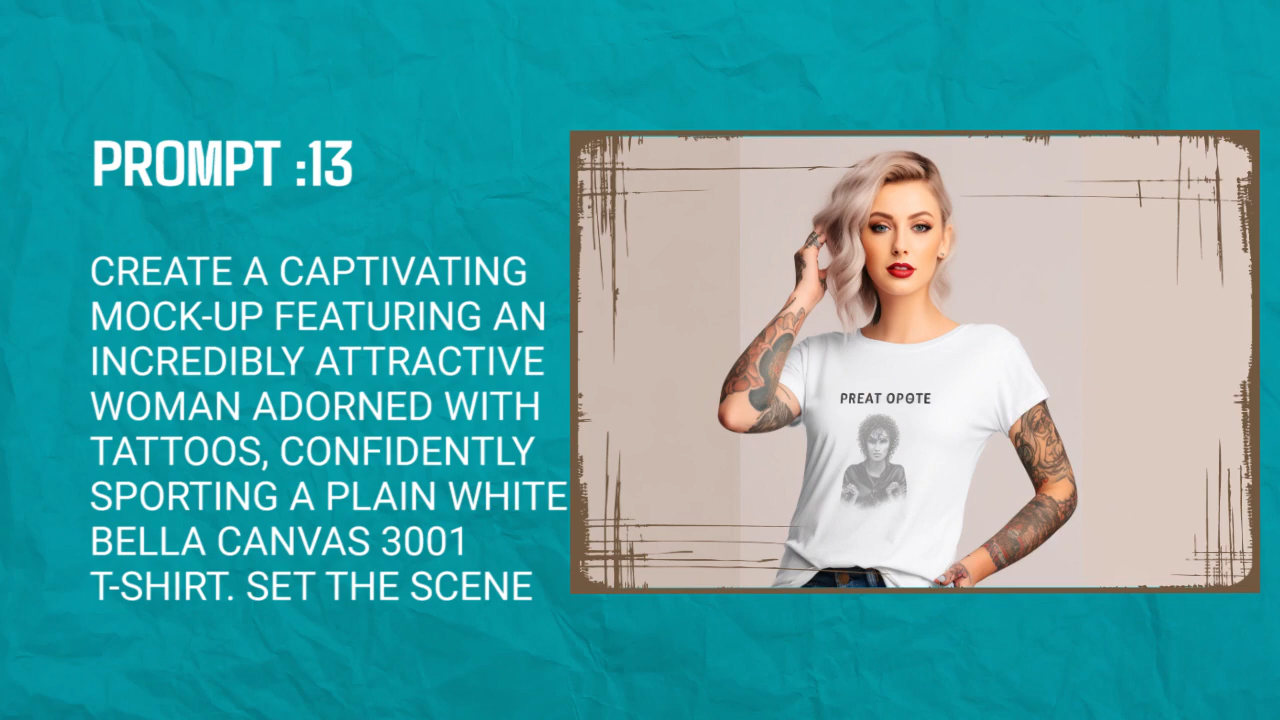 PROMPT :13
CREATE A CAPTIVATING
MOCK-UP FEATURING AN
INCREDIBLY ATTRACTIVE
WOMAN ADORNED WITH
TATTOOS, CONFIDENTLY
SPORTING A PLAIN WHITE
BELLA CANVAS 3001
T-SHIRT. SET THE SCENE
PREAT OPOTE